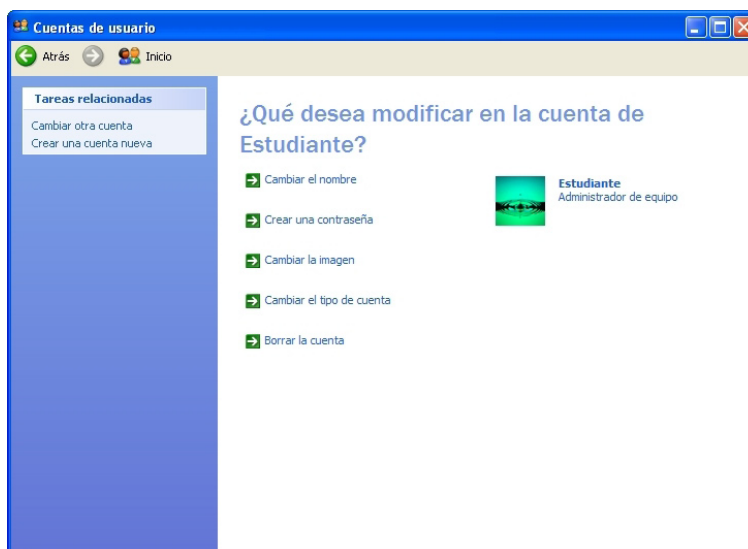 Cuentas de usuario
Atrás
Inicio
Tareas relacionadas
Cambiar otra cuenta
Crear una cuenta nueva
¿Qué desea modificar en la cuenta de
Estudiante?
Cambiar el nombre
Crear una contraseña
Cambiar la imagen
Cambiar el tipo de cuenta
Borrar la cuenta
Estudiante
Administrador de equipo